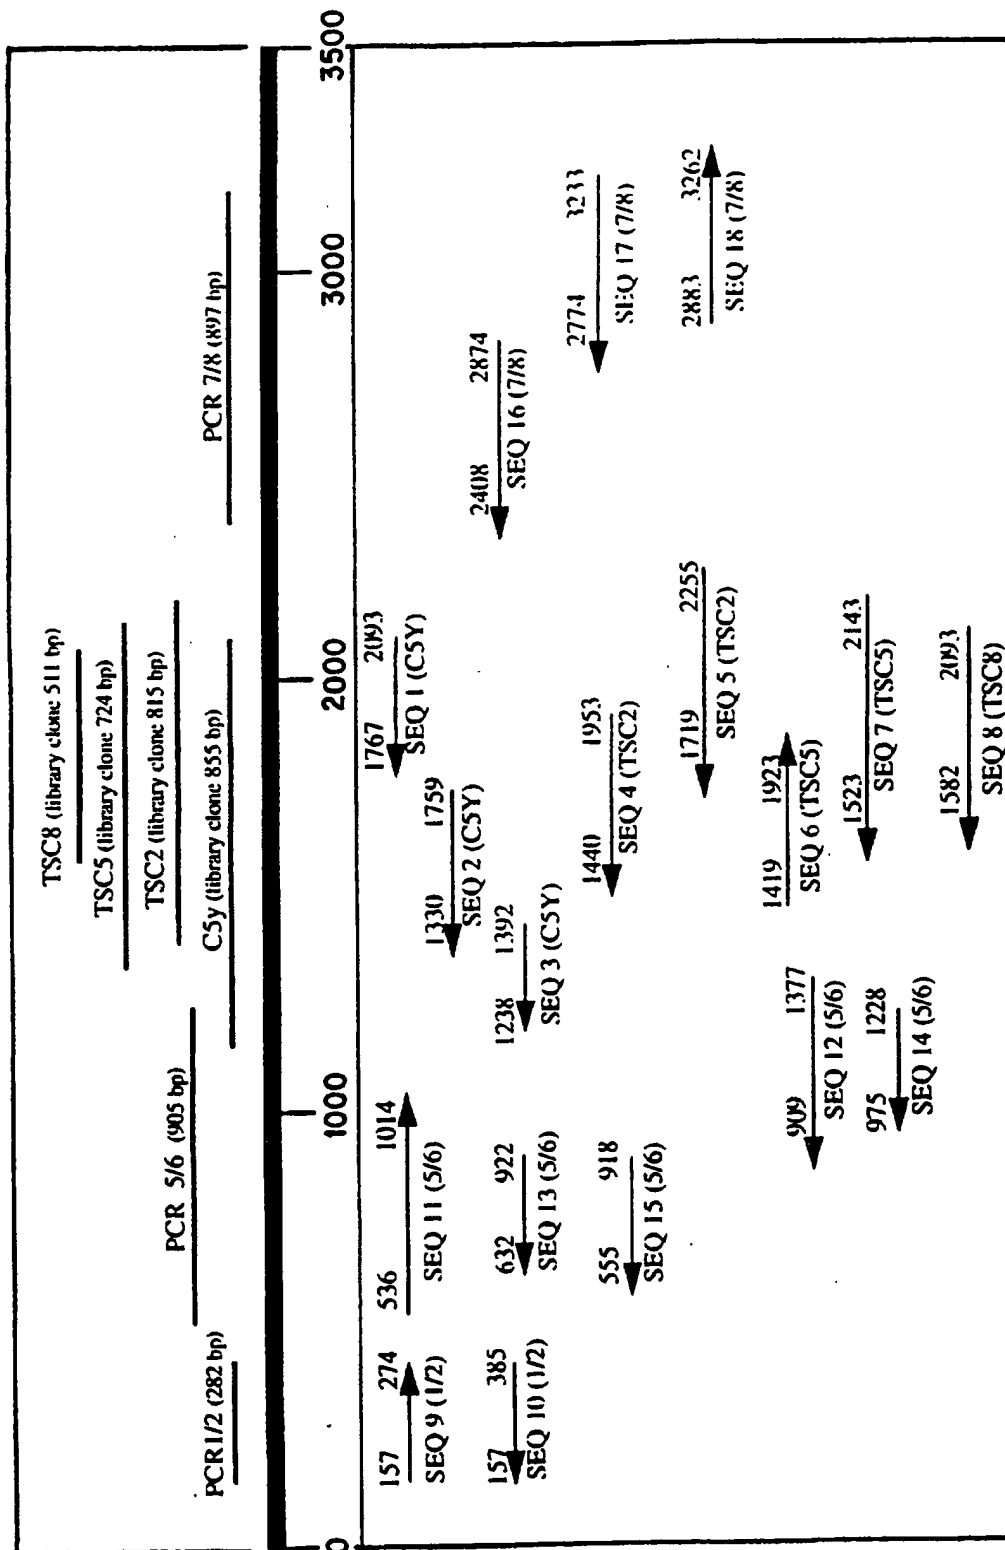 TSC8 (library clone 511 bp)
TSC5 (library clone 724 bp)
TSC2 (library clone 815 bp)
C5y (library clone 855 bp)
PCR 5/6 (905 bp)
PCR1/2 (282 bp)
PCR 7/8 (897 bp)
0
1000
2000
3000
3500
157 274
SEQ 9 (1/2)
536 1014
SEQ 11 (5/6)
1767 2093
SEQ 1 (C5Y)
1330 1759
SEQ 2 (C5Y)
2408 2874
SEQ 16 (7/8)
157 385
SEQ 10 (1/2)
632 922
SEQ 13 (5/6)
1238 1392
SEQ 3 (C5Y)
2774 3233
SEQ 17 (7/8)
555 918
SEQ 15 (5/6)
1440 1953
SEQ 4 (TSC2)
1719 2255
SEQ 5 (TSC2)
2883 3262
SEQ 18 (7/8)
1419 1923
SEQ 6 (TSC5)
909 1377
SEQ 12 (5/6)
1523 2143
SEQ 7 (TSC5)
975 1228
SEQ 14 (5/6)
1582 2093
SEQ 8 (TSC8)